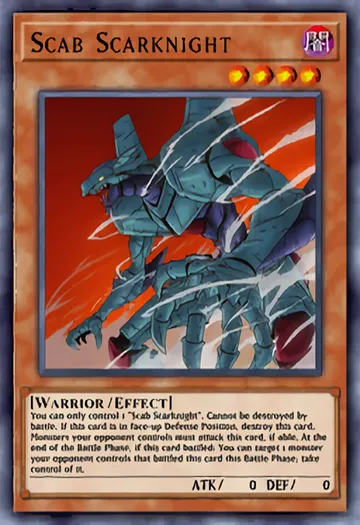 Scab Scarknight
闇
[Warrior/Effect]
You can only control 1 "Scab Scarknight". Cannot be destroyed by
battle. If this card is in face-up Defense Position, destroy this card.
Monsters your opponent controls must attack this card, if able. At the
end of the Battle Phase, if this card battled: You can target 1 monster
your opponent controls that battled this card this Battle Phase; take
control of it.
ATK/ 0 DEF/ 0